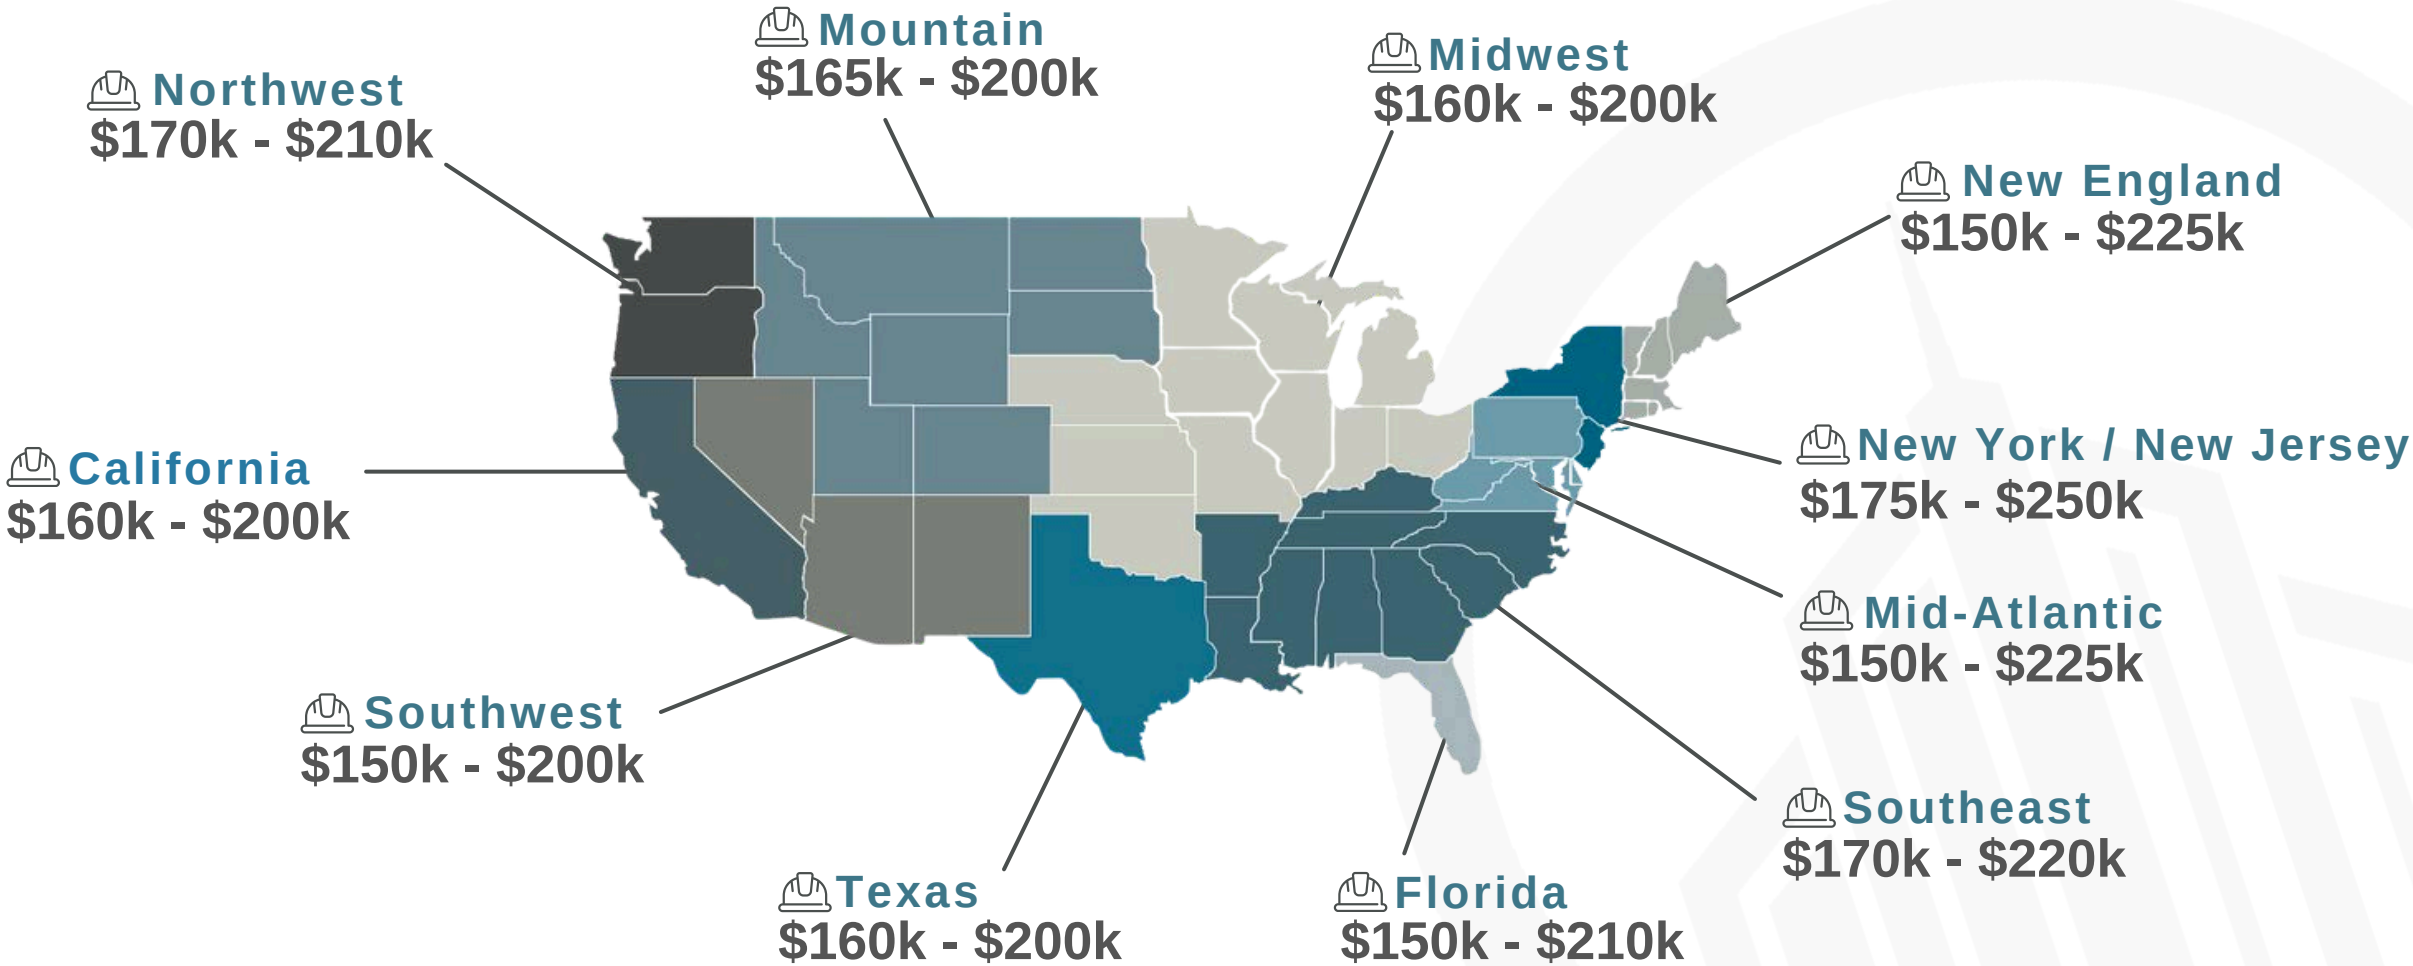 Mountain
$165k - $200k
Midwest
$160k - $200k
Northwest
$170k - $210k
New England
$150k - $225k
California
$160k - $200k
New York / New Jersey
$175k - $250k
Mid-Atlantic
$150k - $225k
Southwest
$150k - $200k
Southeast
$170k - $220k
Texas
$160k - $200k
Florida
$150k - $210k